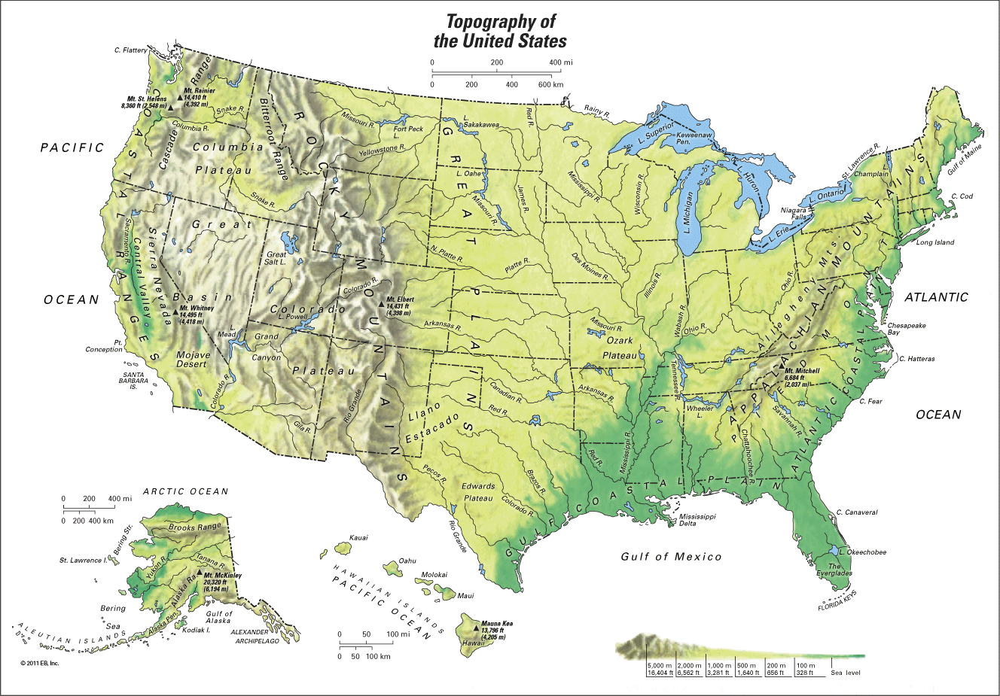 Topography of
the United States
0 200 400 mi
0 200 400 600 km
C. Flattery
Mt. Rainier
14,410 ft
(4,392 m)
Mt. St. Helens
8,360 ft (2,548 m)
Snake R.
Columbia R.
COASTAL RANGES
Cascade Range
Columbia
Plateau
Bitterroot Range
ROCKY MOUNTAINS
Missouri R.
Fort Peck
L.
Yellowstone R.
L.
Sakakawea
Red R.
Rainy R.
L. Superior
Keweenaw
Pen.
GREAT PLAINS
L. Oahe
Missouri R.
James R.
Mississippi R.
Wisconsin R.
L. Michigan
L. Huron
L. Ontario
L. Erie
Niagara
Falls
St. Lawrence R.
L.
Champlain
Gulf of Maine
C. Cod
Long Island
PACIFIC
OCEAN
Snake R.
Great
Basin
Great
Salt L.
Sacramento R.
Central Valley
Sierra Nevada
Mt. Whitney
14,495 ft
(4,418 m)
N. Platte R.
Platte R.
Des Moines R.
Illinois R.
Wabash R.
Ohio R.
Ohio R.
Allegheny Mts.
APPALACHIAN MOUNTAINS
PIEDMONT
ATLANTIC COASTAL PLAIN
ATLANTIC
OCEAN
Chesapeake
Bay
C. Hatteras
C. Fear
Colorado R.
Mt. Elbert
14,431 ft
(4,398 m)
Colorado
Plateau
L. Powell
L.
Mead
Grand
Canyon
Arkansas R.
Missouri R.
Ozark
Plateau
Pt.
Conception
SANTA
BARBARA
IS.
Mojave
Desert
Colorado R.
Gila R.
Rio Grande
Llano
Estacado
Canadian R.
Red R.
Arkansas R.
Tennessee R.
Wheeler
L.
Mt. Mitchell
6,684 ft
(2,037 m)
Savannah R.
Chattahoochee R.
Mississippi R.
Red R.
Pecos R.
Edwards
Plateau
Brazos R.
Colorado R.
Rio Grande
GULF COASTAL PLAIN
Mississippi
Delta
Gulf of Mexico
C. Canaveral
L. Okeechobee
The
Everglades
FLORIDA KEYS
ARCTIC OCEAN
0 200 400 mi
0 200 400 km
Brooks Range
Bering Str.
St. Lawrence I.
Yukon R.
Tanana R.
Mt. McKinley
20,320 ft
(6,194 m)
Alaska Ra.
Bering
Sea
Alaska Pen.
Kodiak I.
Gulf of
Alaska
ALEXANDER
ARCHIPELAGO
ALEUTIAN ISLANDS
Kauai
Oahu
Molokai
Maui
HAWAIIAN ISLANDS
PACIFIC OCEAN
Mauna Kea
13,796 ft
(4,205 m)
Hawaii
0 50 100 mi
0 50 100 km
5,000 m 2,000 m 1,000 m 500 m 200 m 100 m
16,404 ft 6,562 ft 3,281 ft 1,640 ft 656 ft 328 ft Sea level
© 2011 EB, Inc.